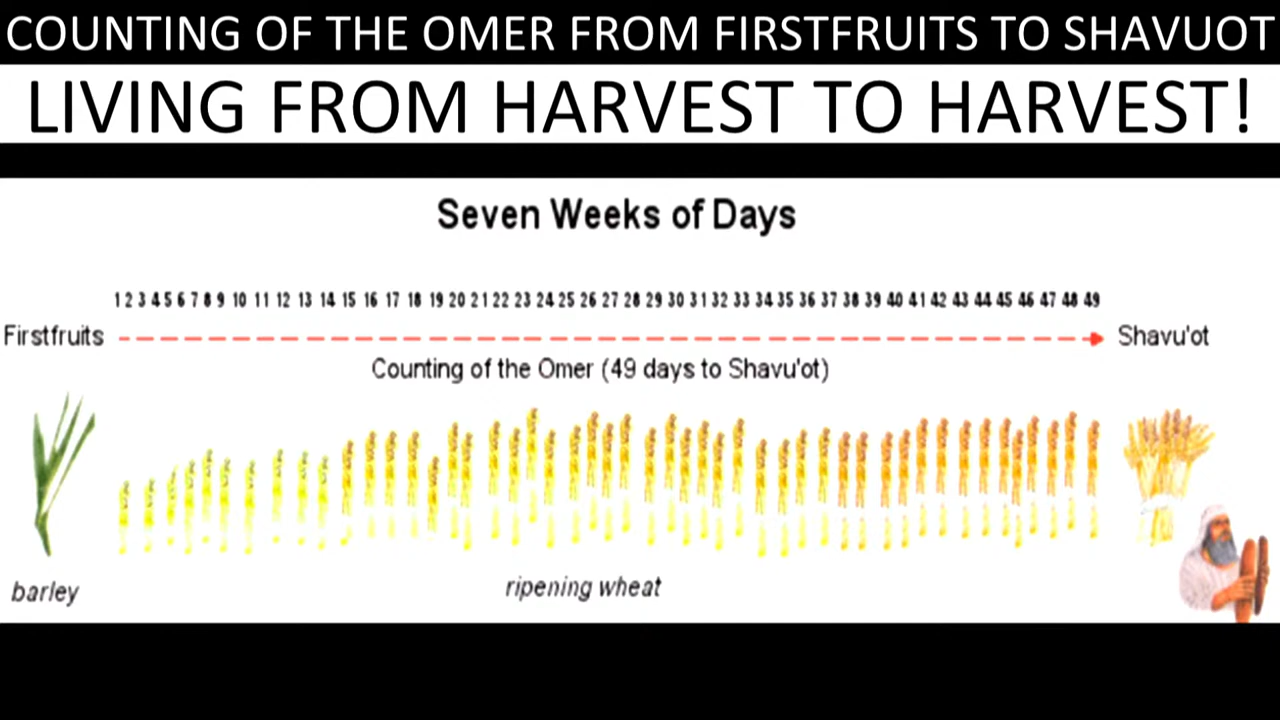 COUNTING OF THE OMER FROM FIRSTFRUITS TO SHAVUOT
LIVING FROM HARVEST TO HARVEST!
Seven Weeks of Days
1 2 3 4 5 6 7 8 9 10 11 12 13 14 15 16 17 18 19 20 21 22 23 24 25 26 27 28 29 30 31 32 33 34 35 36 37 38 39 40 41 42 43 44 45 46 47 48 49
Firstfruits
Shavu'ot
Counting of the Omer (49 days to Shavu'ot)
barley
ripening wheat